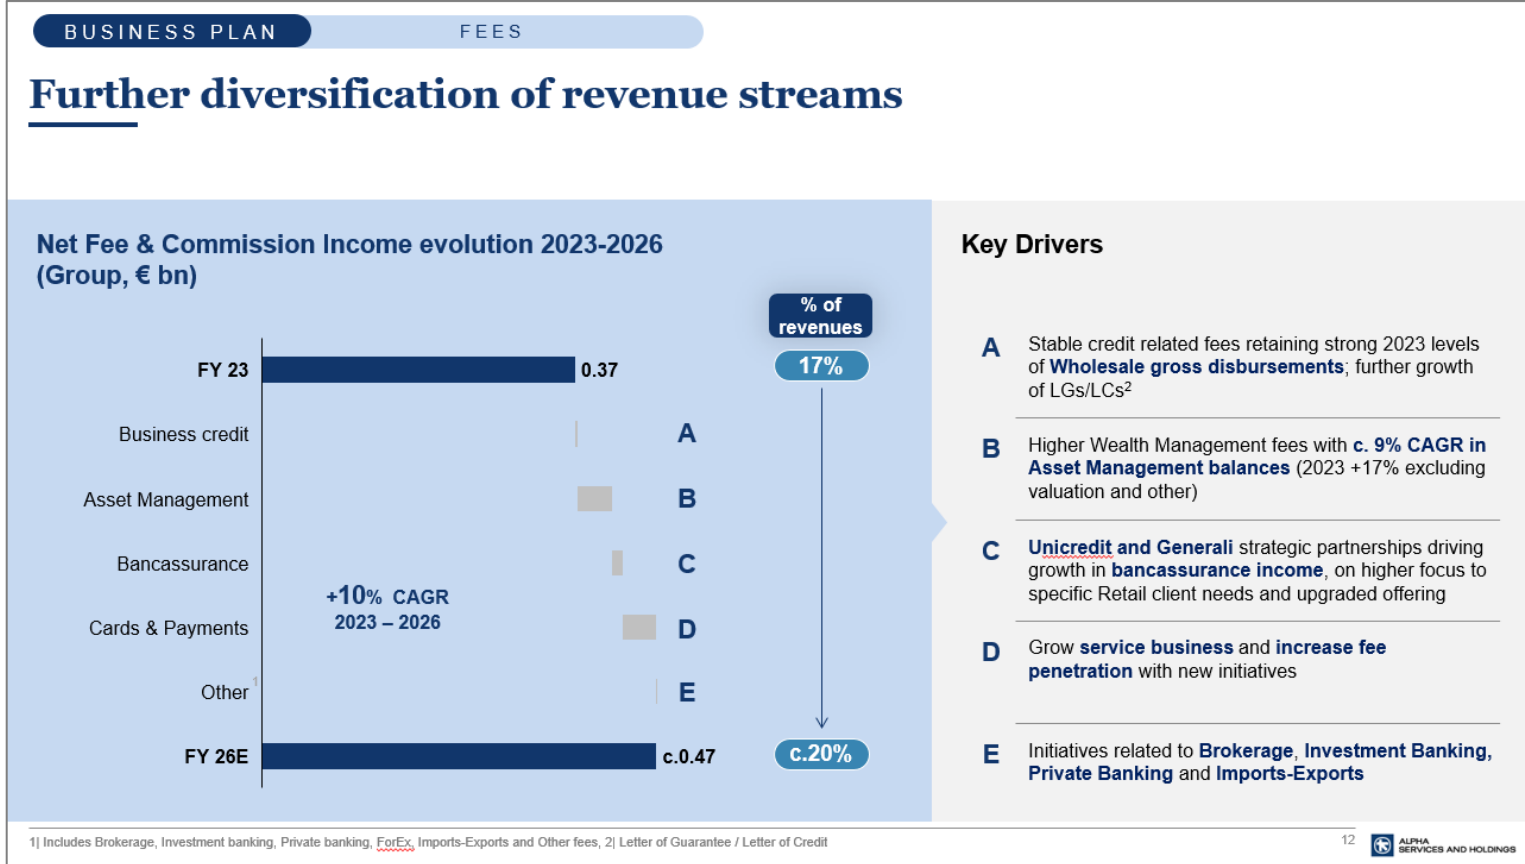 BUSINESS PLAN
FEES
Further diversification of revenue streams
Net Fee & Commission Income evolution 2023-2026
(Group, € bn)
% of
revenues
FY 23
0.37
17%
Business credit
A
Asset Management
B
Bancassurance
C
+10% CAGR
2023 – 2026
Cards & Payments
D
Other 1
E
FY 26E
c.0.47
c.20%
Key Drivers
A
Stable credit related fees retaining strong 2023 levels
of Wholesale gross disbursements; further growth
of LGs/LCs2
B
Higher Wealth Management fees with c. 9% CAGR in
Asset Management balances (2023 +17% excluding
valuation and other)
C
Unicredit and Generali strategic partnerships driving
growth in bancassurance income, on higher focus to
specific Retail client needs and upgraded offering
D
Grow service business and increase fee
penetration with new initiatives
E
Initiatives related to Brokerage, Investment Banking,
Private Banking and Imports-Exports
1| Includes Brokerage, Investment banking, Private banking, ForEx, Imports-Exports and Other fees, 2| Letter of Guarantee / Letter of Credit
12
ALPHA
SERVICES AND HOLDINGS